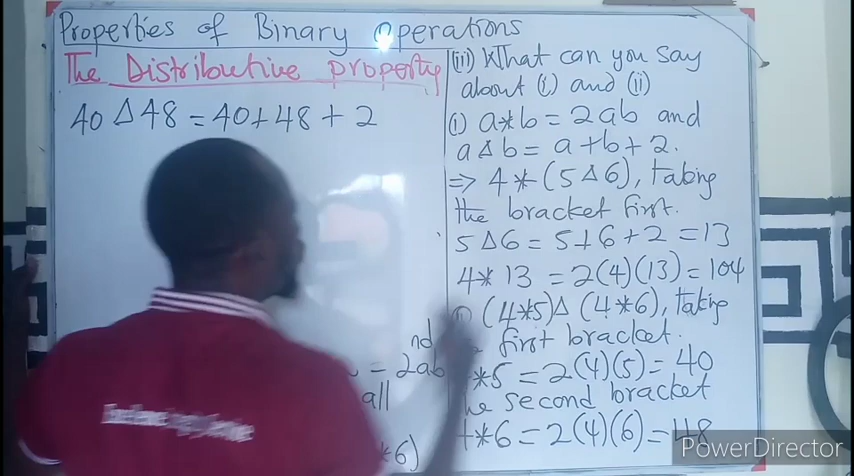 Properties of Binary Operations
The Distributive property
40 Δ 48 = 40 + 48 + 2
nd
= 2ab
all
*6)
(iii) What can you say
about (i) and (ii)
(i) a*b = 2ab and
a Δ b = a + b + 2.
⇒ 4 * (5 Δ 6), taking
the bracket first.
5 Δ 6 = 5 + 6 + 2 = 13
4 * 13 = 2(4)(13) = 104
(4*5) Δ (4*6), taking
first bracket.
*5 = 2(4)(5) = 40
he second bracket
4*6 = 2(4)(6) = 48
PowerDirector